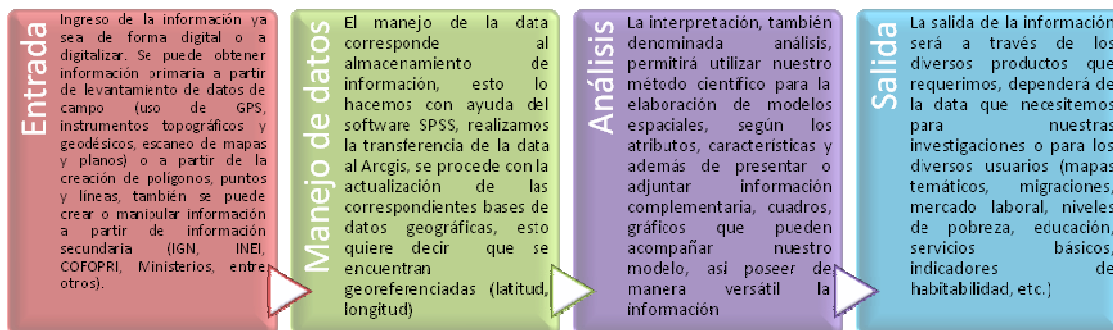 Entrada
Ingreso de la información ya
sea de forma digital o a
digitalizar. Se puede obtener
información primaria a partir
de levantamiento de datos de
campo (uso de GPS,
instrumentos topográficos y
geodésicos, escaneo de mapas
y planos) o a partir de la
creación de polígonos, puntos
y líneas, también se puede
crear o manipular información
a partir de información
secundaria (IGN, INEI,
COFOPRI, Ministerios, entre
otros).
Manejo de datos
El manejo de la data
corresponde al
almacenamiento de
información, esto lo
hacemos con ayuda del
software SPSS, realizamos
la transferencia de la data
al Arcgis, se procede con la
actualización de las
correspondientes bases de
datos geográficas, esto
quiere decir que se
encuentran
georeferenciadas (latitud,
longitud)
Análisis
La interpretación, también
denominada análisis,
permitirá utilizar nuestro
método científico para la
elaboración de modelos
espaciales, según los
atributos, características y
además de presentar o
adjuntar información
complementaria, cuadros,
gráficos que pueden
acompañar nuestro
modelo, asi poseer de
manera versátil la
información
Salida
La salida de la información
será a través de los
diversos productos que
requerimos, dependerá de
la data que necesitemos
para nuestras
investigaciones o para los
diversos usuarios (mapas
temáticos, migraciones,
mercado laboral, niveles
de pobreza, educación,
servicios básicos,
indicadores de
habitabilidad, etc.)